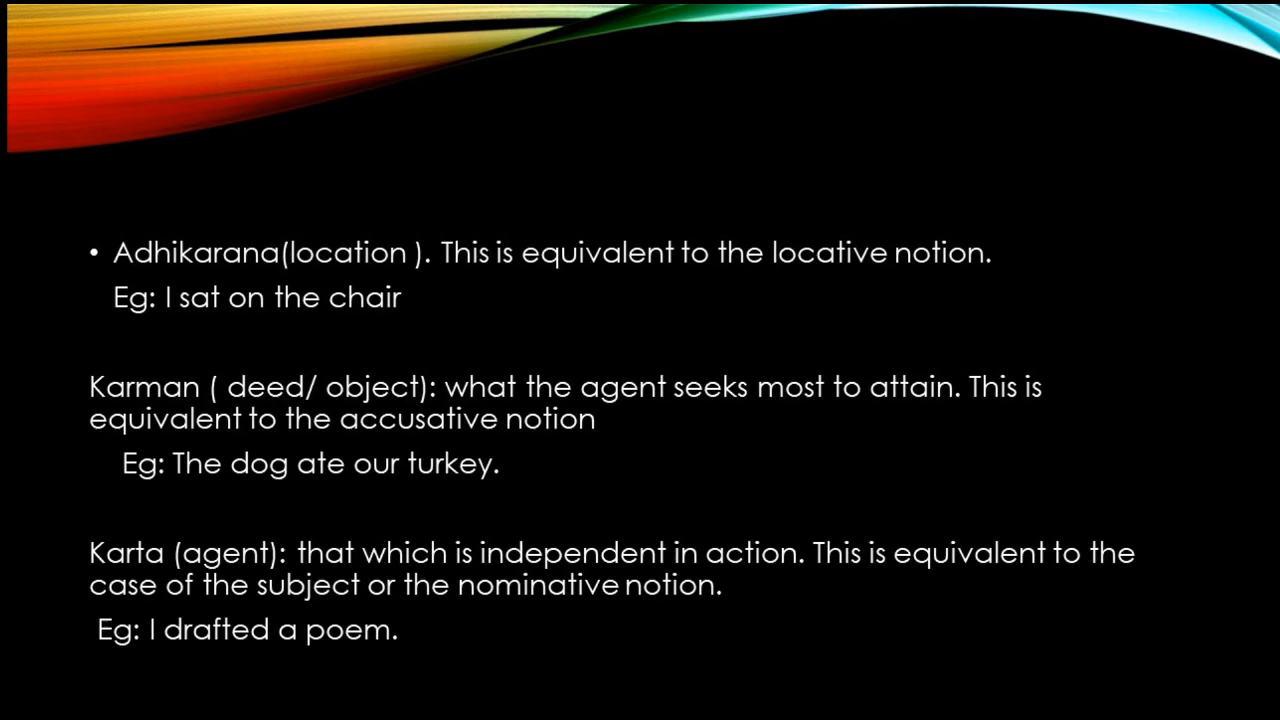 • Adhikarana(location ). This is equivalent to the locative notion.
Eg: I sat on the chair
Karman ( deed/ object): what the agent seeks most to attain. This is
equivalent to the accusative notion
Eg: The dog ate our turkey.
Karta (agent): that which is independent in action. This is equivalent to the
case of the subject or the nominative notion.
Eg: I drafted a poem.